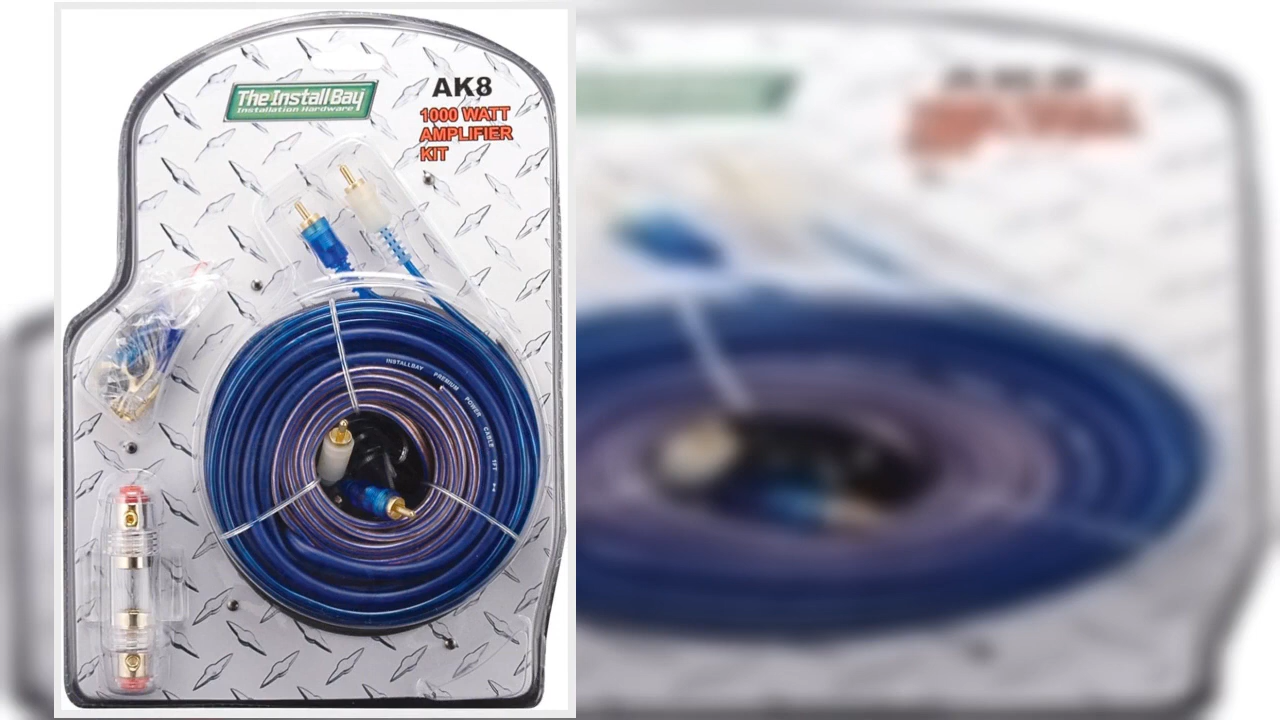 The Install Bay
Installation Hardware
AK8
1000 WATT
AMPLIFIER
KIT
INSTALLBAY PREMIUM POWER CABLE